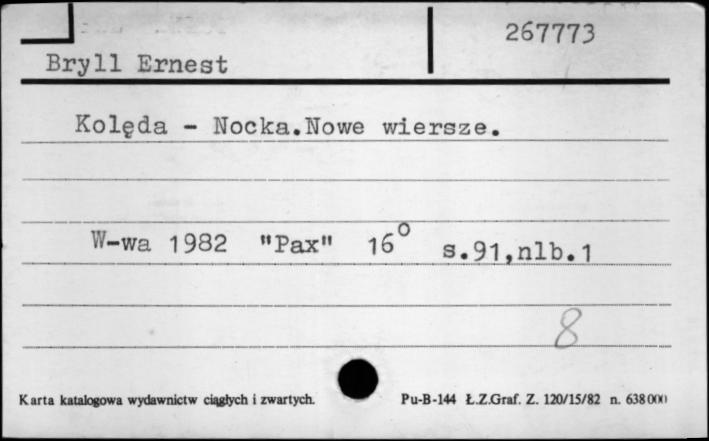 267773
Bryll Ernest
Kolęda - Nocka.Nowe wiersze.
W-wa 1982 "Pax" 16° s.91,nlb.1
8
Karta katalogowa wydawnictw ciągłych i zwartych. Pu-B-144 Ł.Z.Graf. Z. 120/15/82 n. 638000